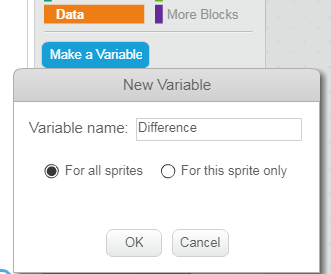 Data More Blocks
Make a Variable
New Variable
Variable name: Difference
For all sprites For this sprite only
OK Cancel